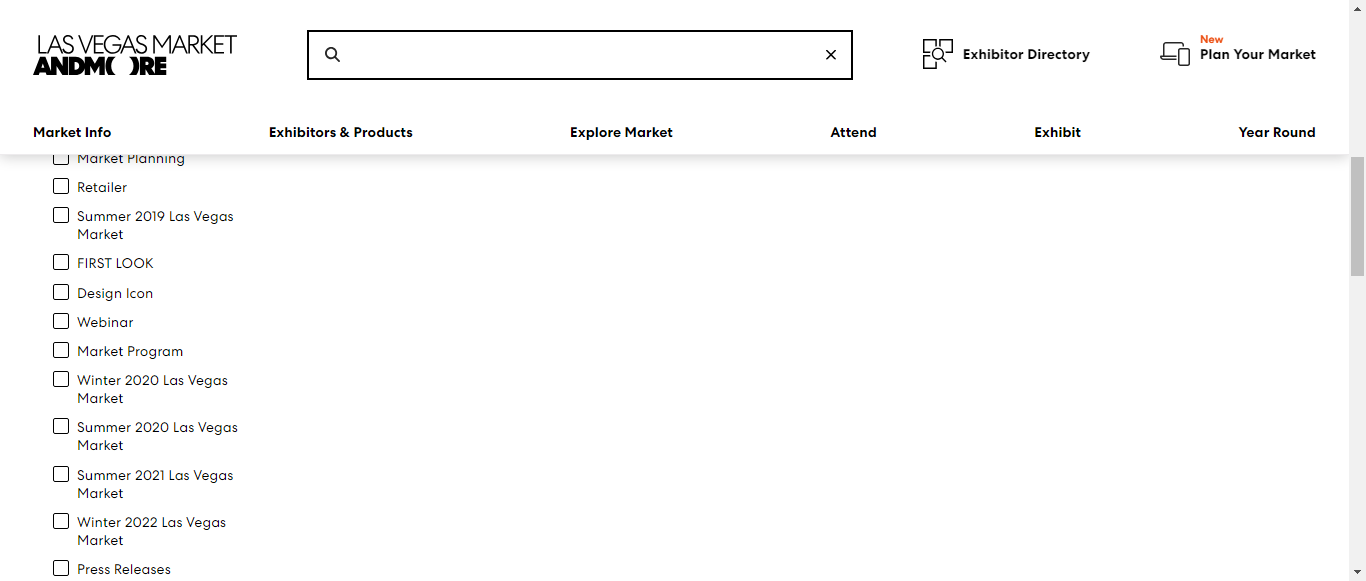 LAS VEGAS MARKET
ANDMORE
Exhibitor Directory
New
Plan Your Market
Market Info
Exhibitors & Products
Explore Market
Attend
Exhibit
Year Round
Market Planning
Retailer
Summer 2019 Las Vegas
Market
FIRST LOOK
Design Icon
Webinar
Market Program
Winter 2020 Las Vegas
Market
Summer 2020 Las Vegas
Market
Summer 2021 Las Vegas
Market
Winter 2022 Las Vegas
Market
Press Releases